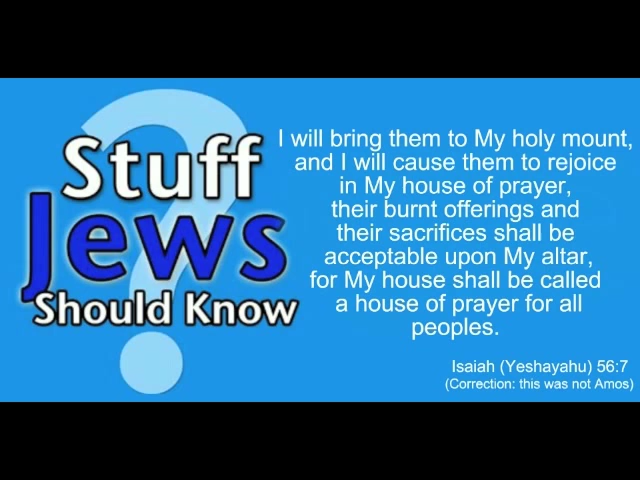 Stuff
Jews
Should Know
?
I will bring them to My holy mount,
and I will cause them to rejoice
in My house of prayer,
their burnt offerings and
their sacrifices shall be
acceptable upon My altar,
for My house shall be called
a house of prayer for all
peoples.
Isaiah (Yeshayahu) 56:7
(Correction: this was not Amos)